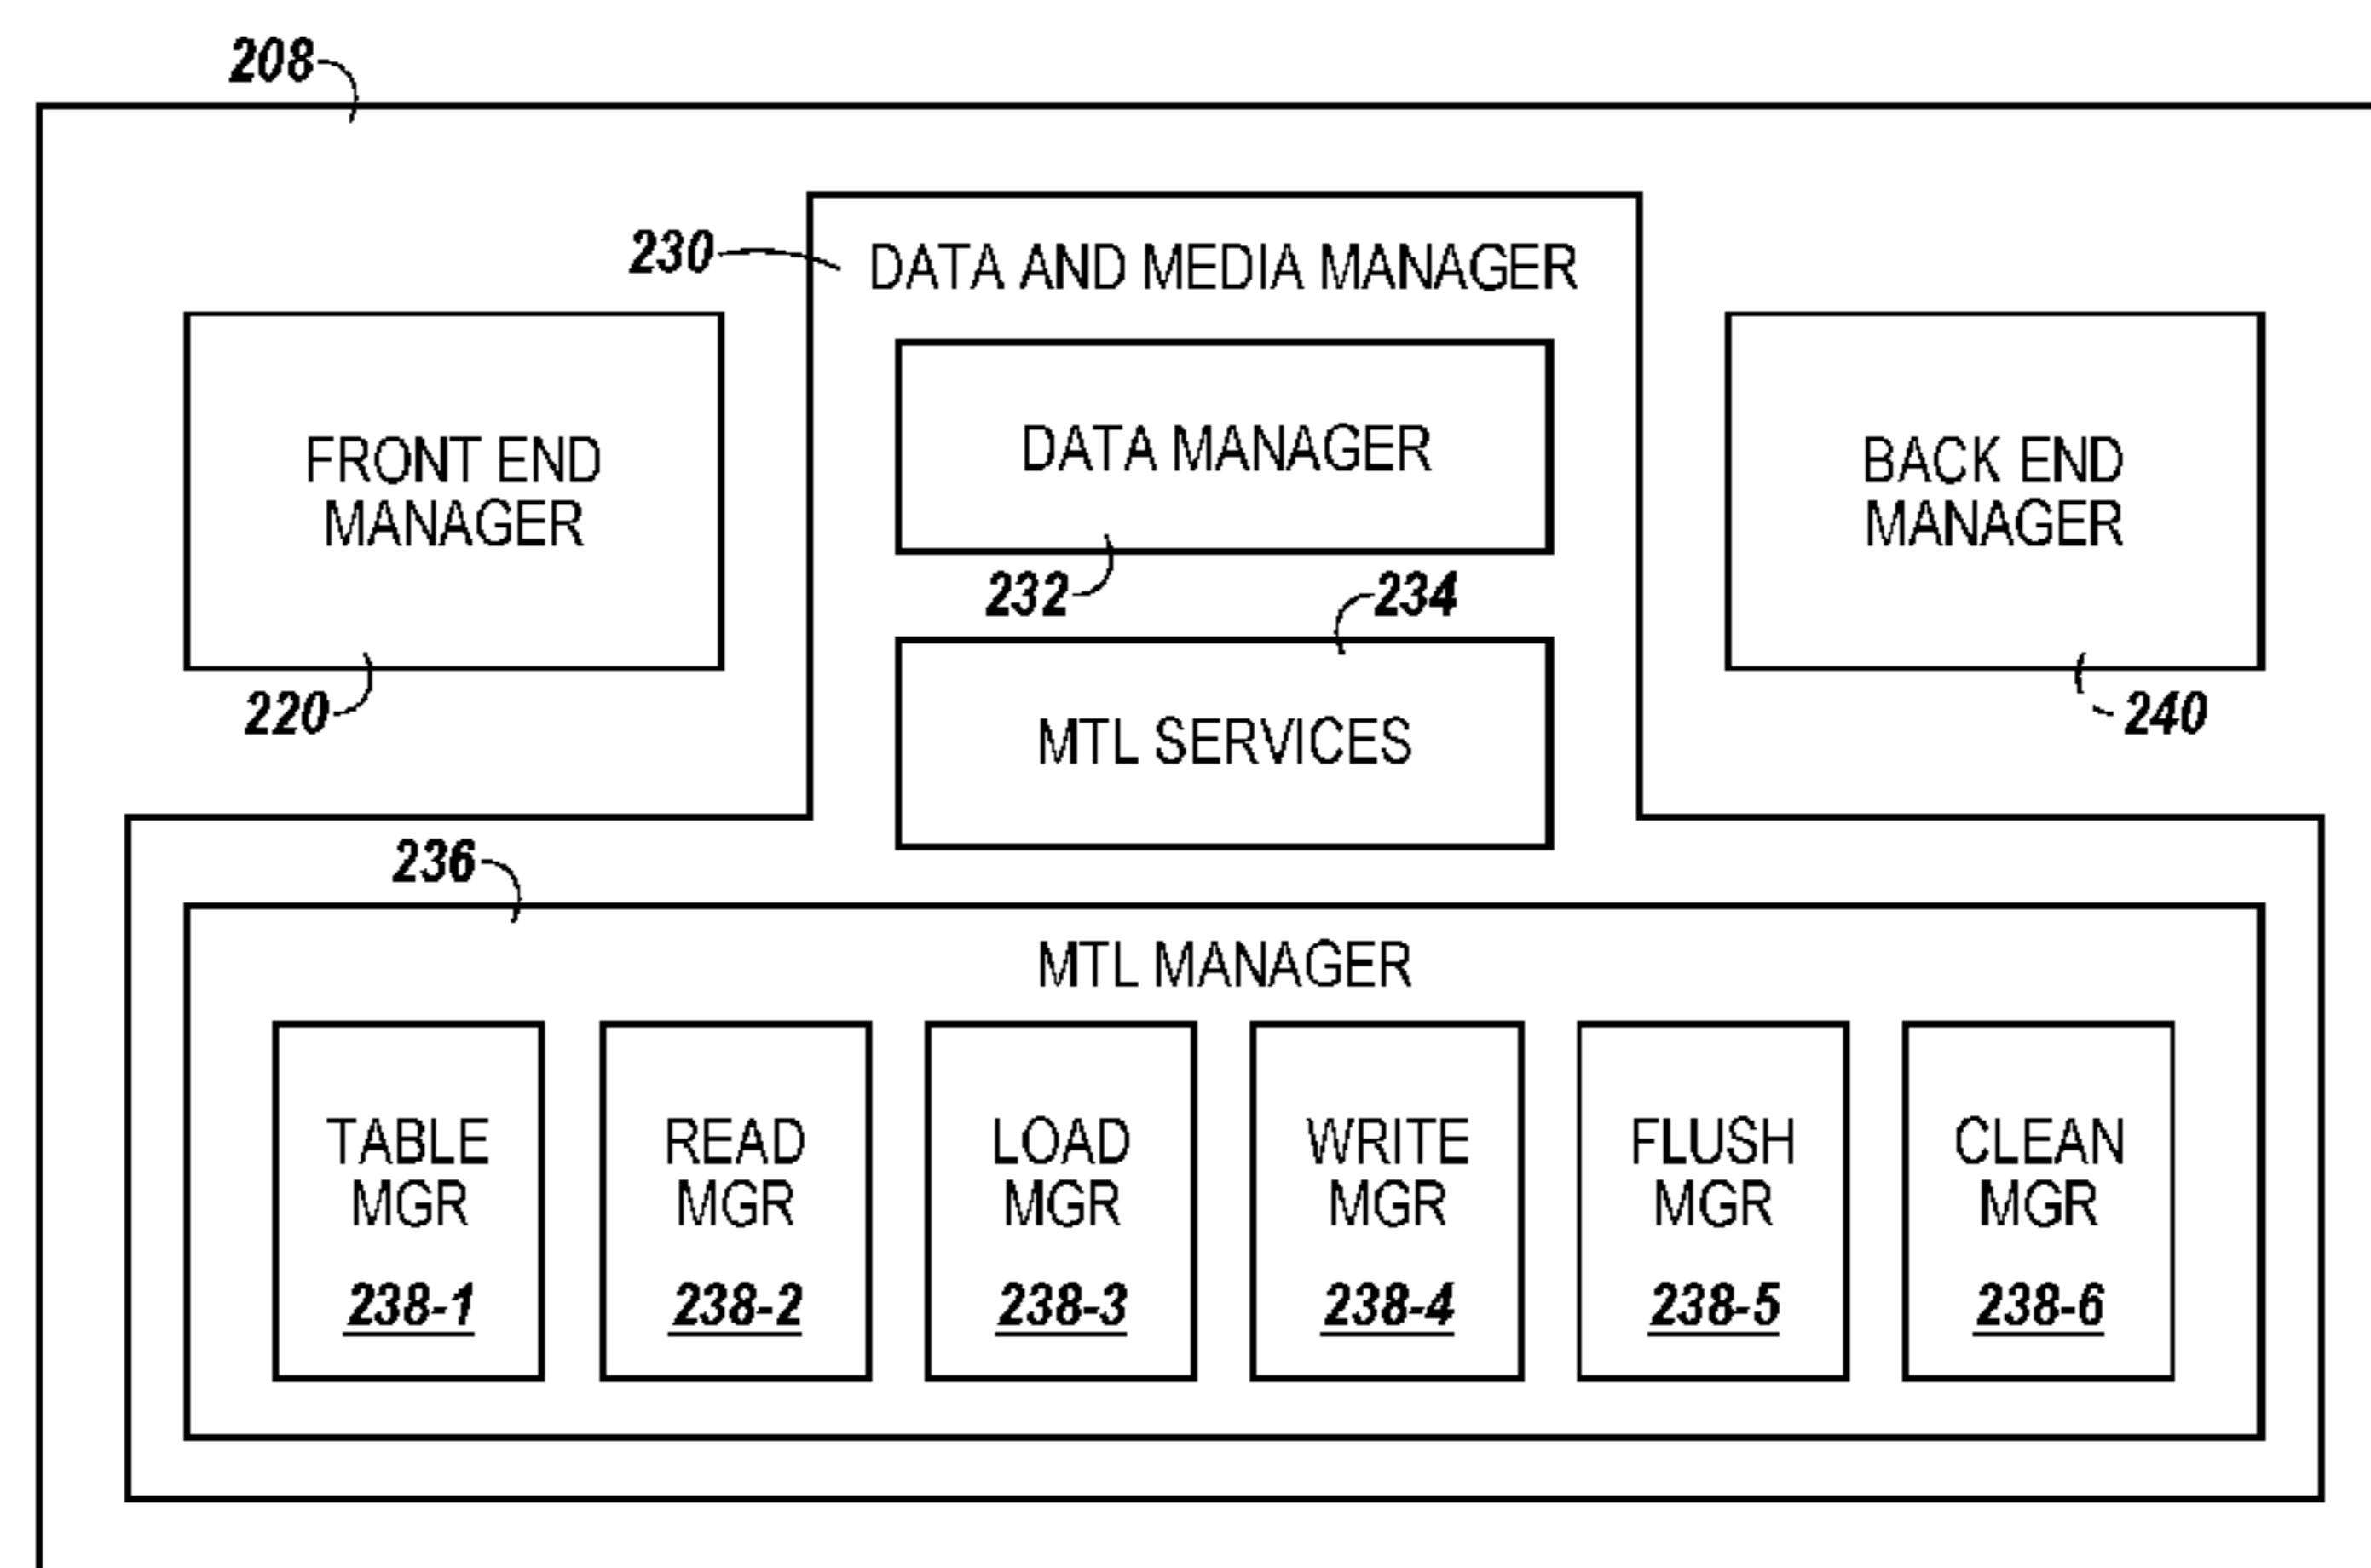 208
230
DATA AND MEDIA MANAGER
FRONT END
MANAGER
220
DATA MANAGER
232
234
MTL SERVICES
BACK END
MANAGER
240
236
MTL MANAGER
TABLE
MGR
238-1
READ
MGR
238-2
LOAD
MGR
238-3
WRITE
MGR
238-4
FLUSH
MGR
238-5
CLEAN
MGR
238-6